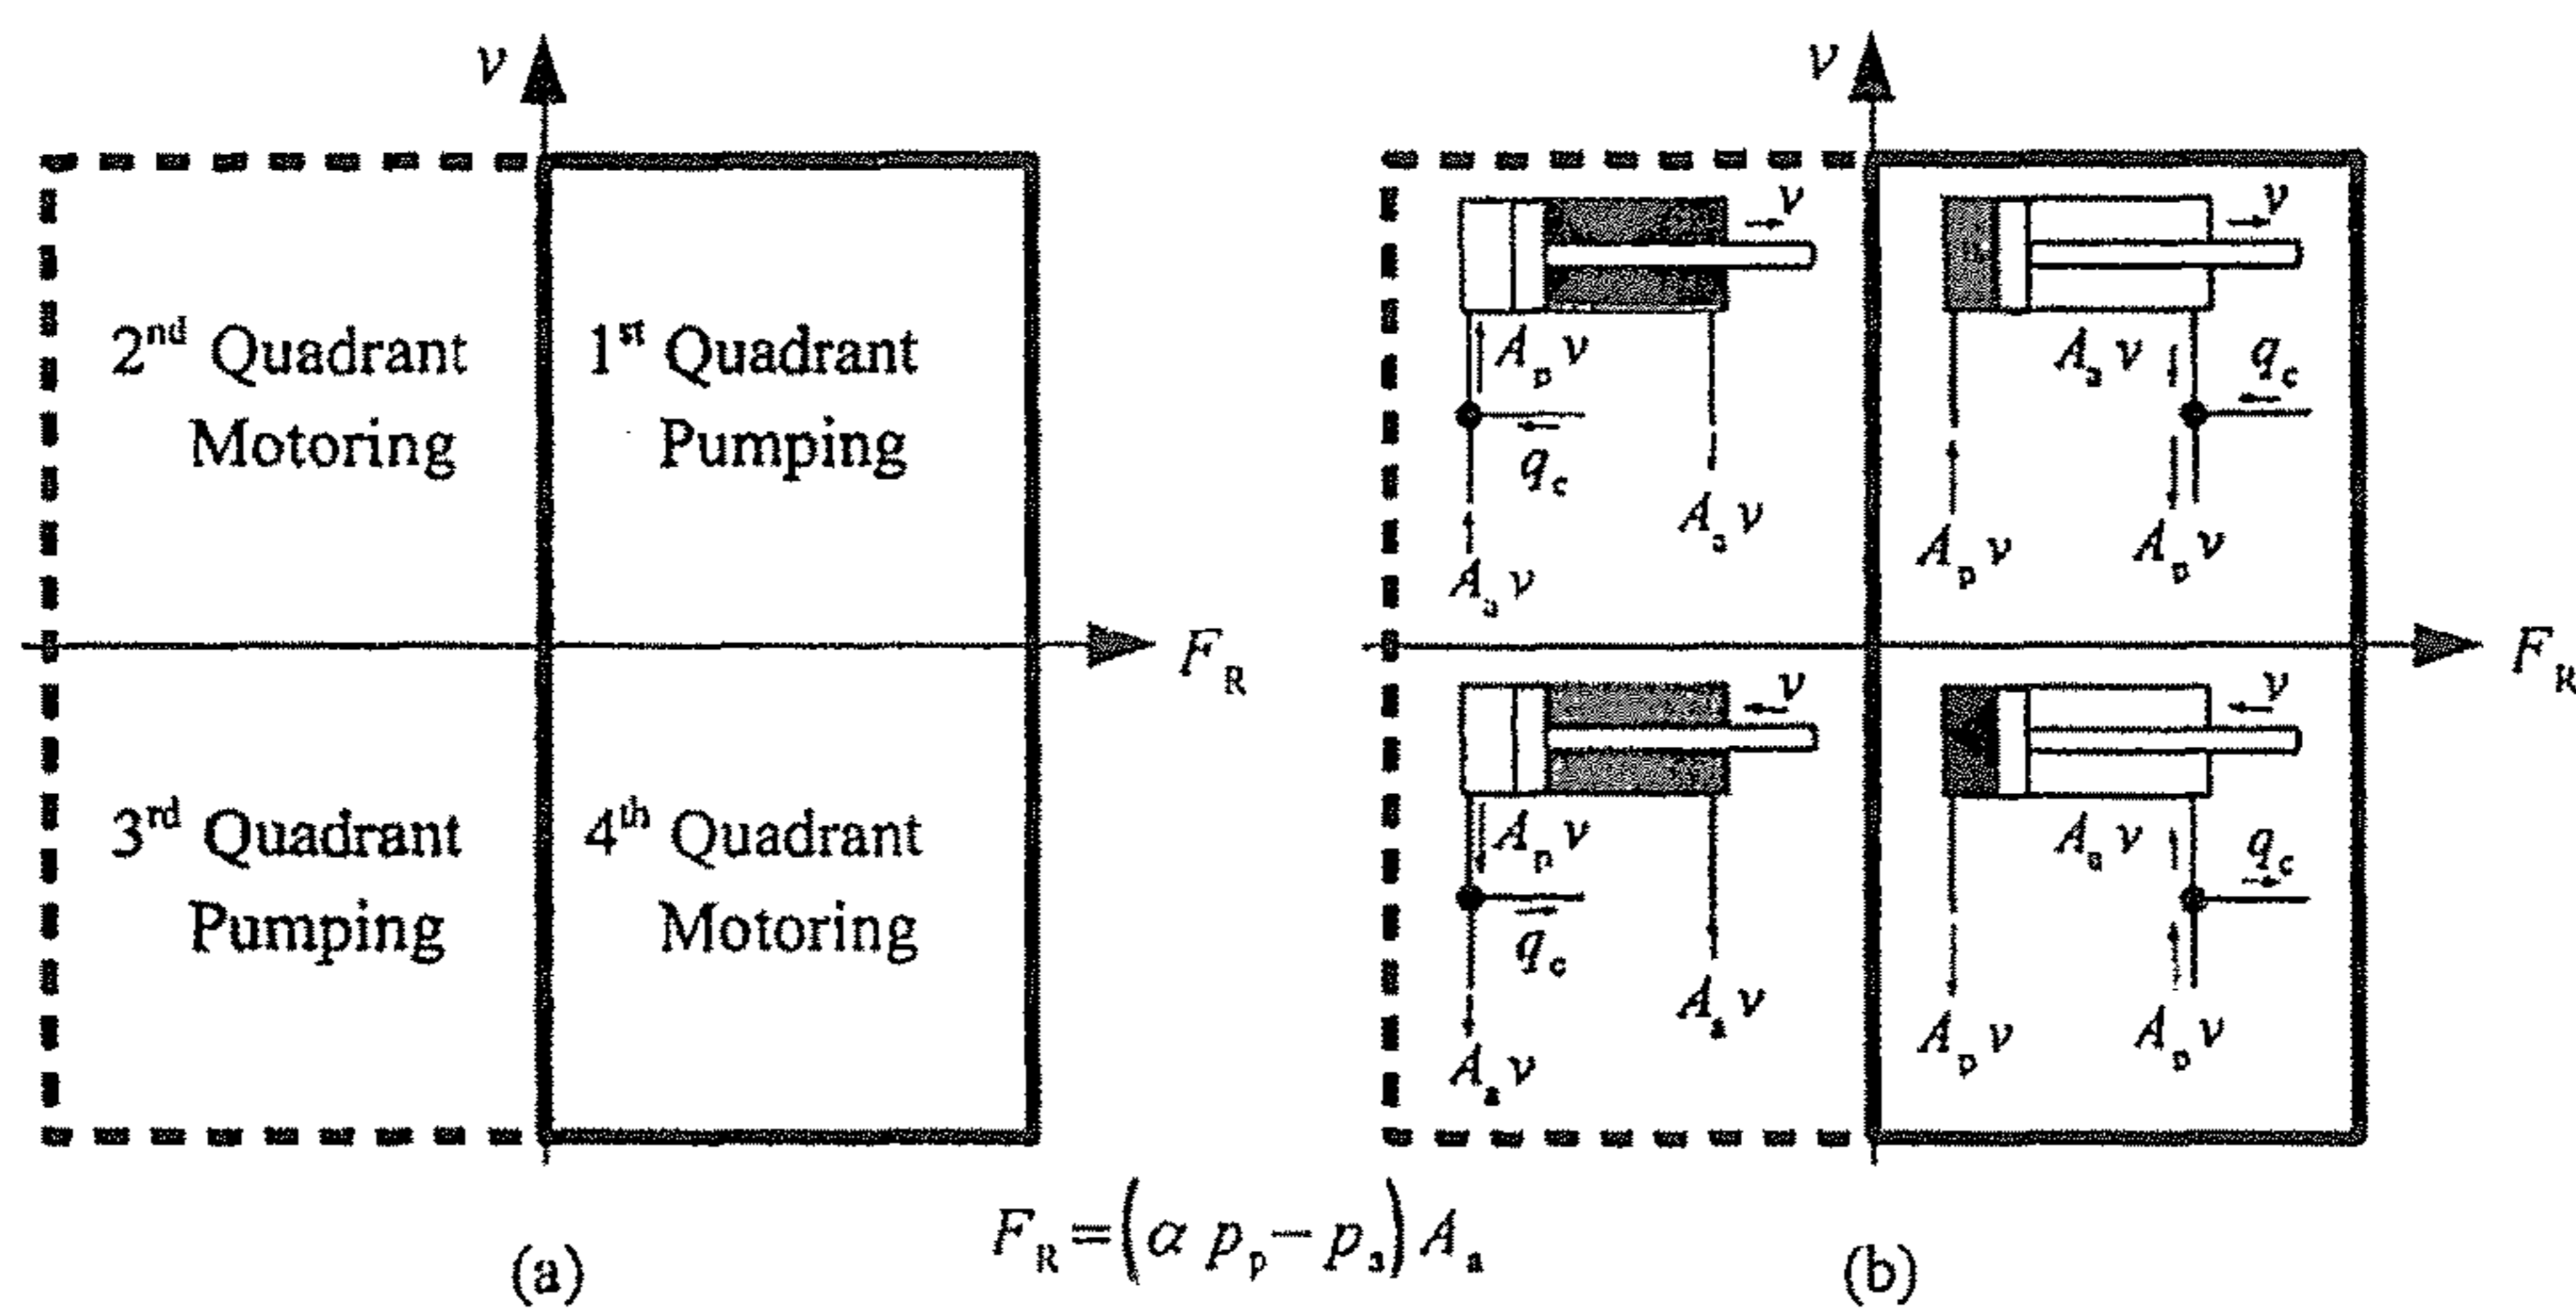 ν
2nd Quadrant
Motoring
1st Quadrant
Pumping
F_R
3rd Quadrant
Pumping
4th Quadrant
Motoring
(a)
ν
ν
A_p ν
q_c
A_a ν
A_a ν
ν
A_a ν
q_c
A_p ν
A_p ν
F_R
ν
A_p ν
q_c
A_a ν
A_a ν
ν
A_a ν
q_c
A_p ν
A_p ν
F_R=(α p_p−p_a) A_a
(b)